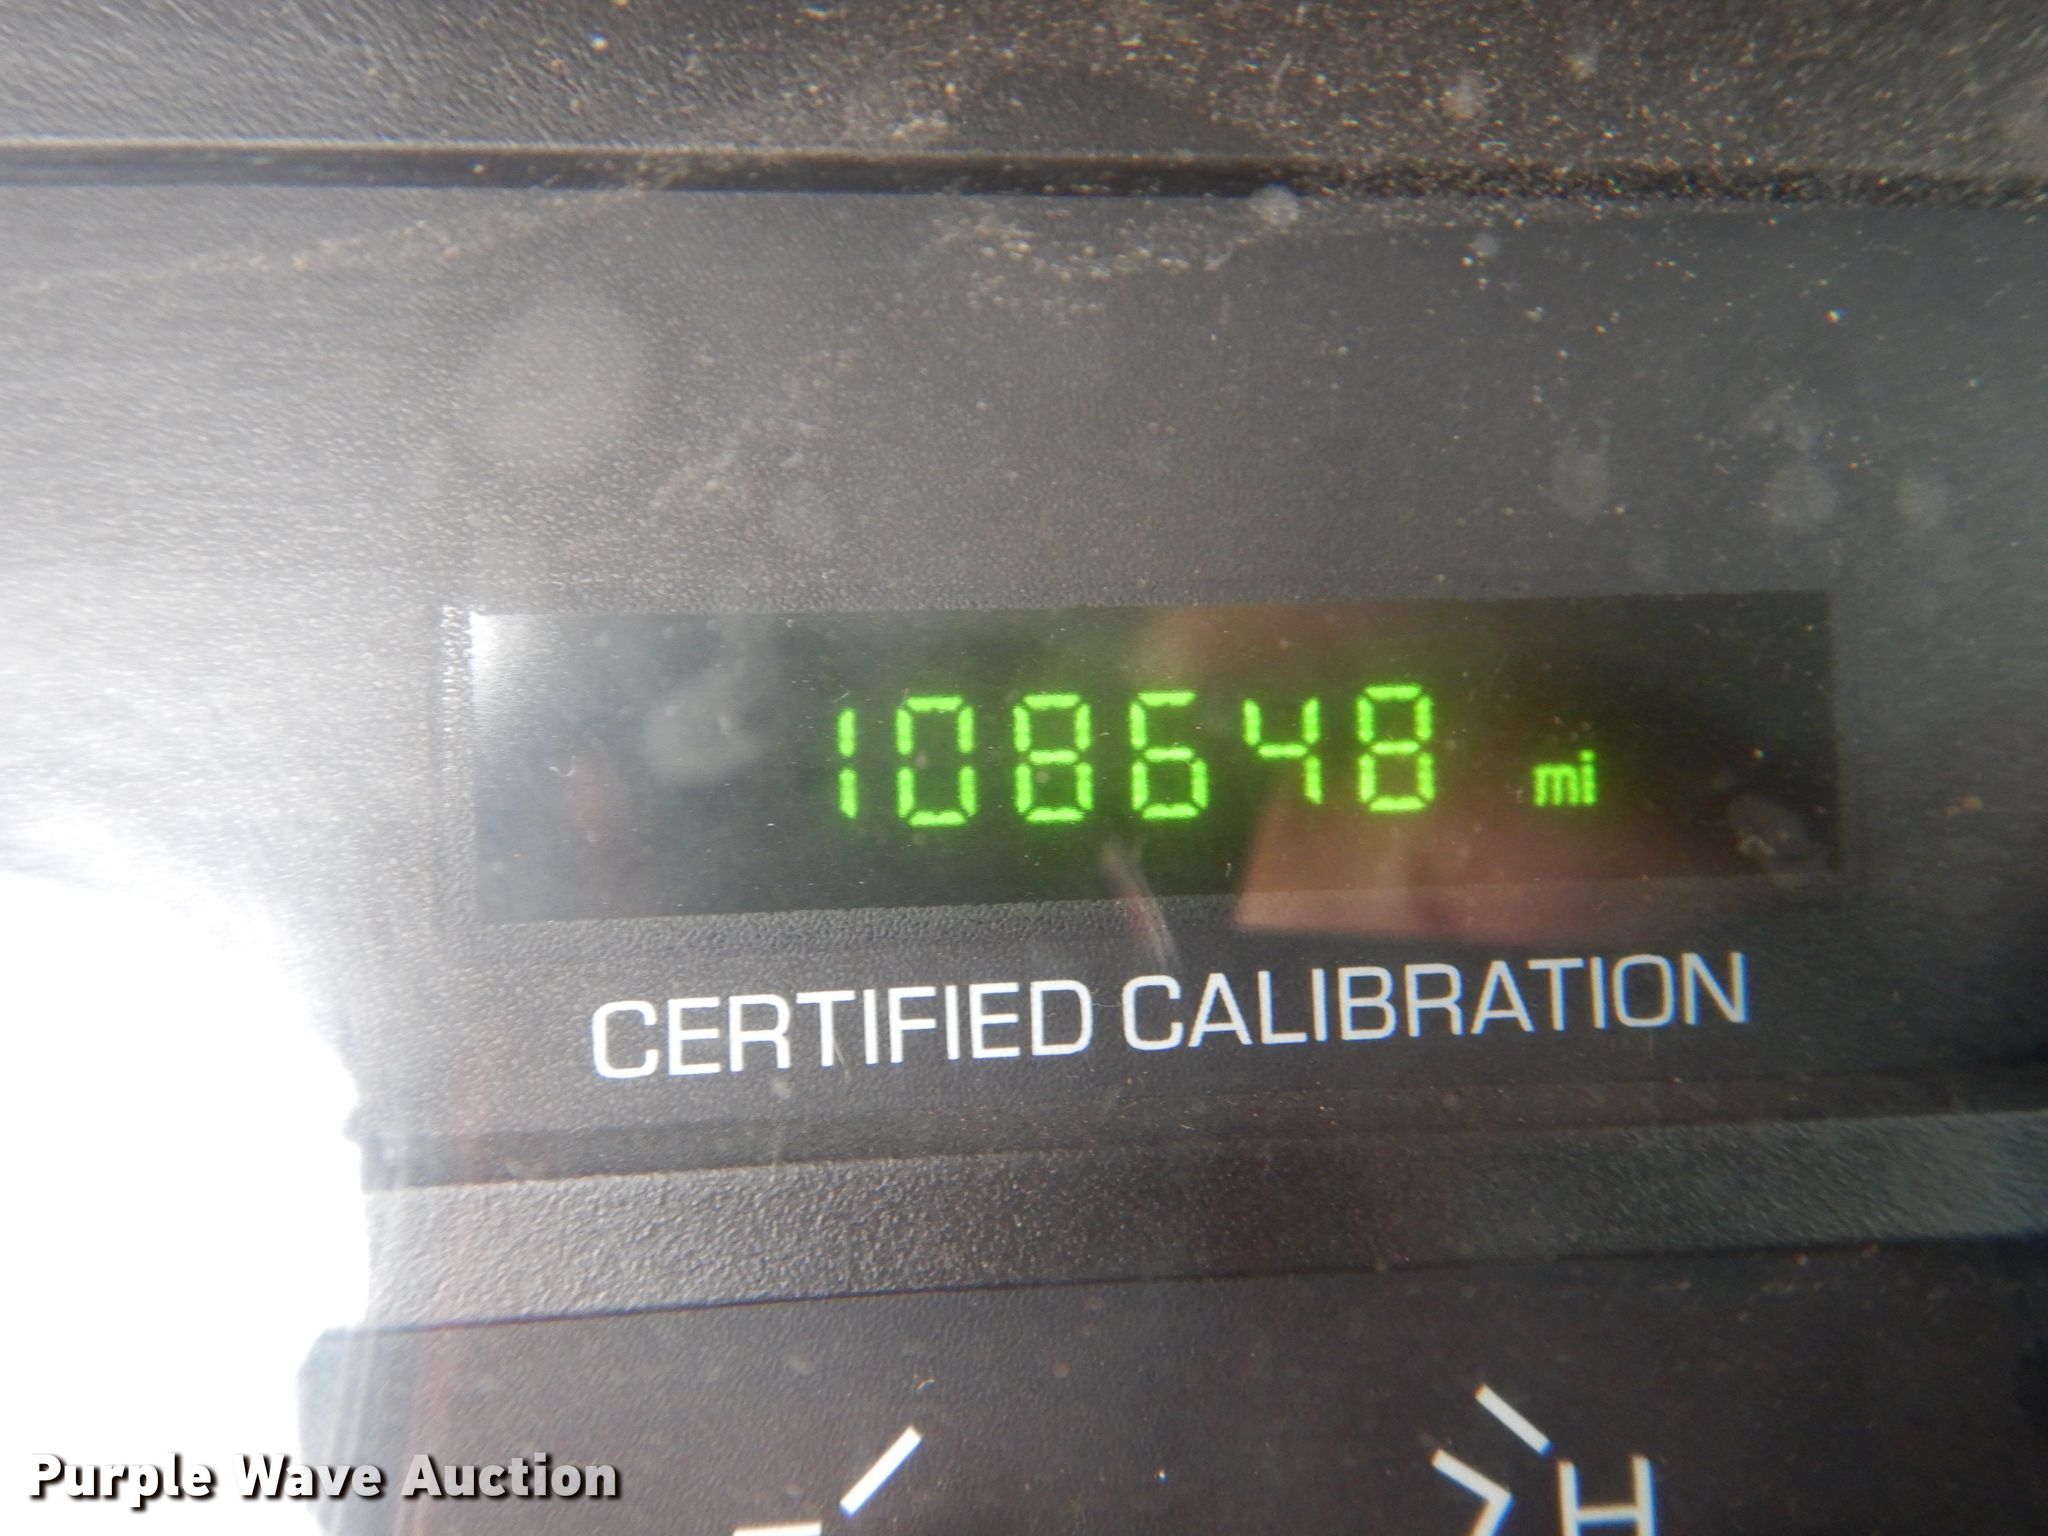 108648 mi
CERTIFIED CALIBRATION
H
Purple Wave Auction